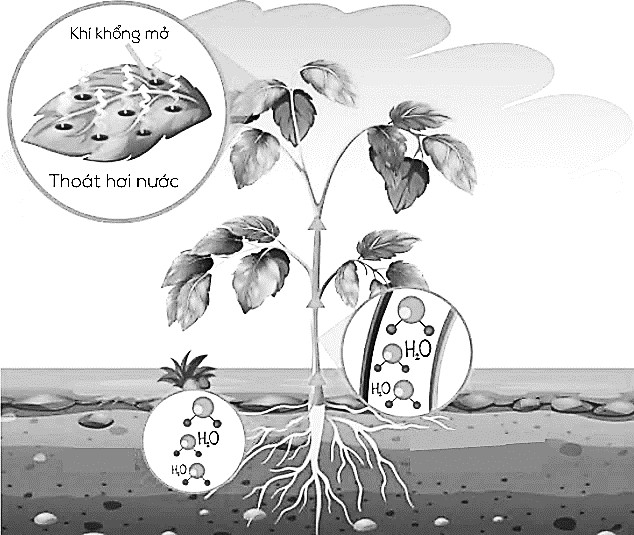 Khí khổng mở
Thoát hơi nước
H₂O
H₂O
H₂O
H₂O